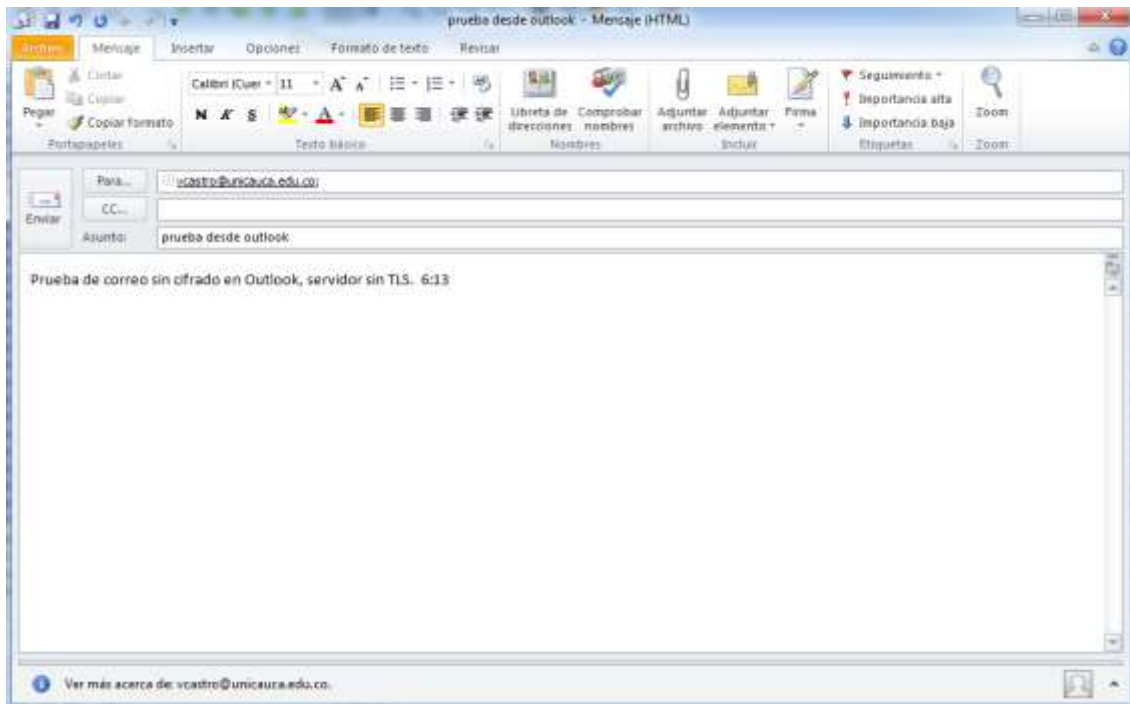 prueba desde outlook - Mensaje (HTML)
Archivo Mensaje Insertar Opciones Formato de texto Revisar
Pegar
Cortar
Copiar
Copiar formato
Portapapeles
Calibri (Cuer 11
N K S
Texto básico
Libreta de direcciones
Comprobar nombres
Nombres
Adjuntar archivo
Adjuntar elemento
Firma
Incluir
Seguimiento
Importancia alta
Importancia baja
Etiquetas
Zoom
Zoom
Enviar
Para... vcastro@unicauca.edu.co;
CC...
Asunto: prueba desde outlook
Prueba de correo sin cifrado en Outlook, servidor sin TLS. 6:13
Ver más acerca de: vcastro@unicauca.edu.co.